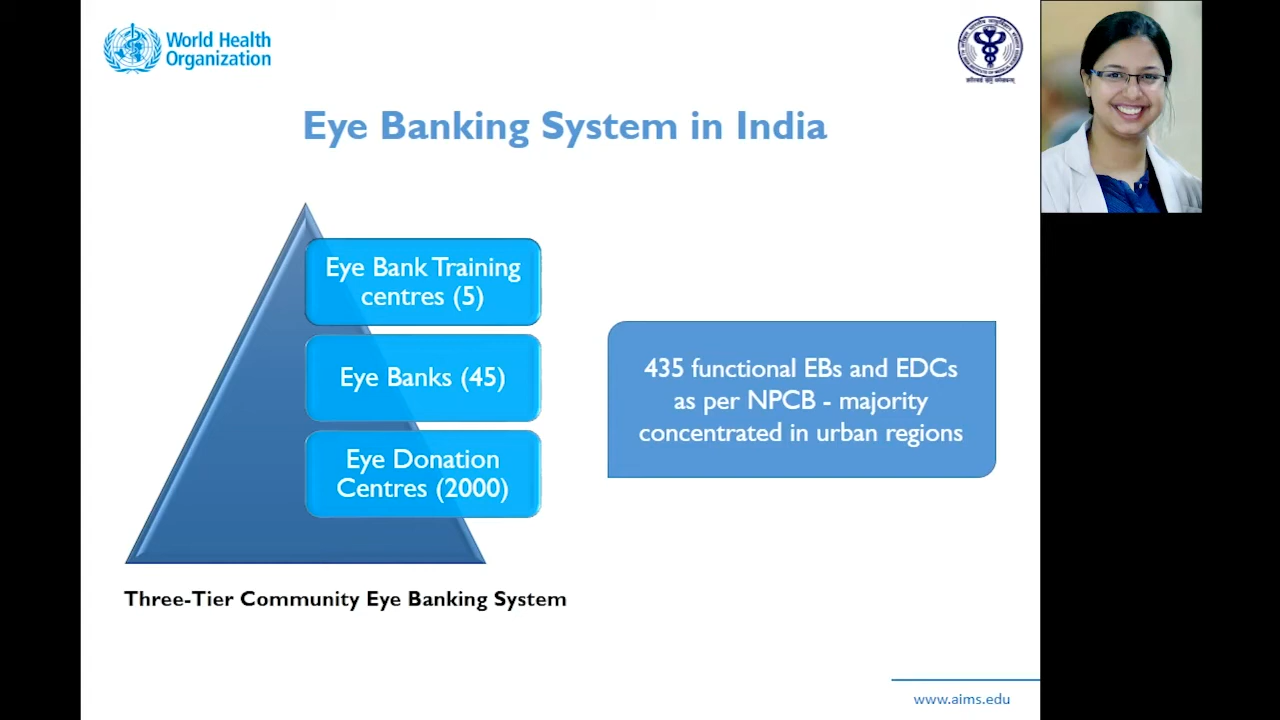 World Health
Organization
Eye Banking System in India
Eye Bank Training
centres (5)
Eye Banks (45)
Eye Donation
Centres (2000)
435 functional EBs and EDCs
as per NPCB - majority
concentrated in urban regions
Three-Tier Community Eye Banking System
www.aims.edu